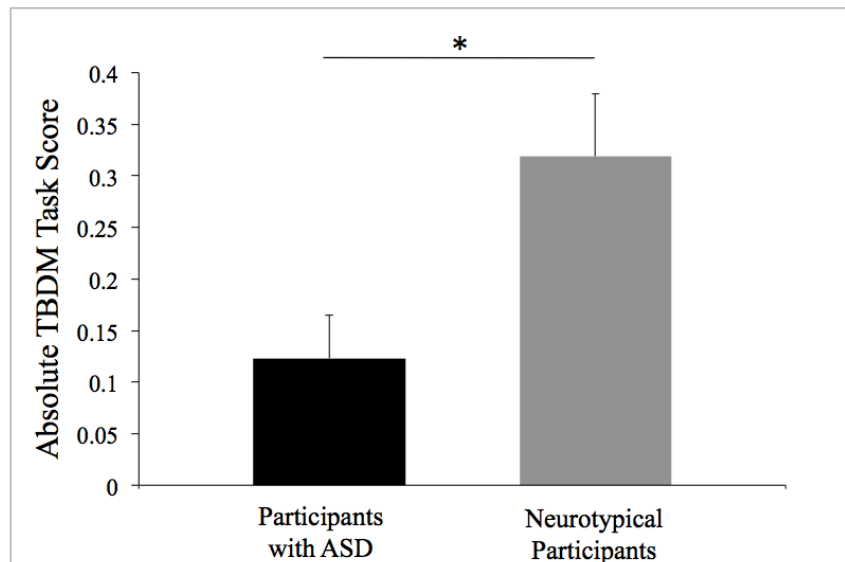 *
Absolute TBDM Task Score
0.4
0.35
0.3
0.25
0.2
0.15
0.1
0.05
0
Participants
with ASD
Neurotypical
Participants